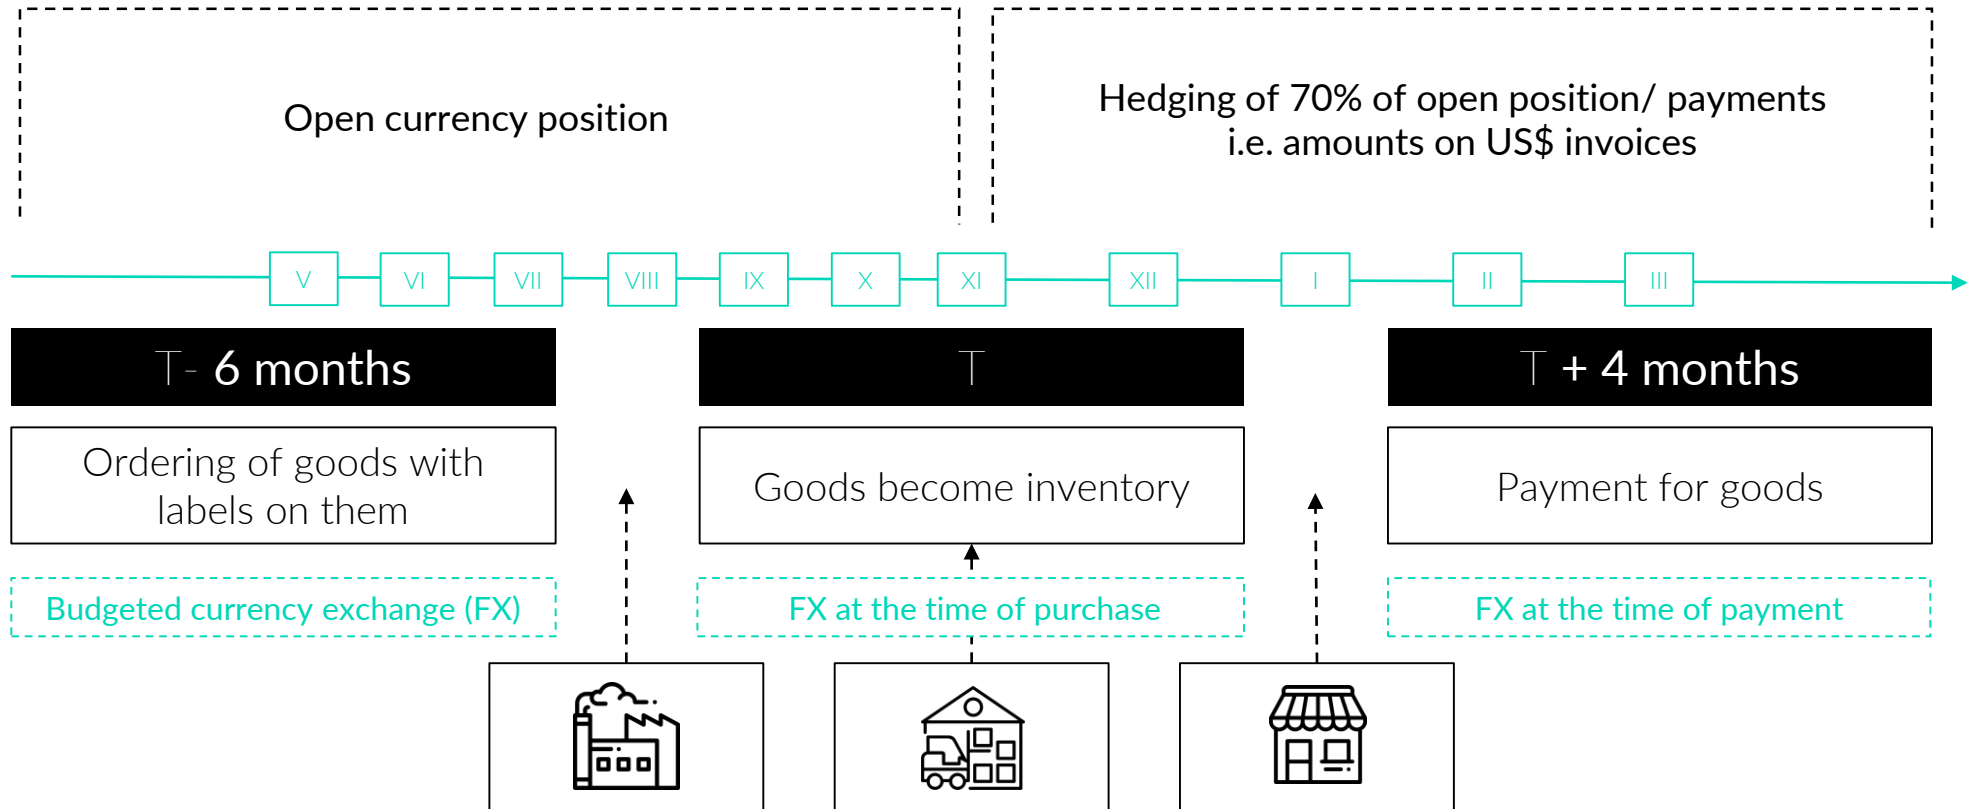 Open currency position
Hedging of 70% of open position/ payments
i.e. amounts on US$ invoices
V
VI
VII
VIII
IX
X
XI
XII
I
II
III
T- 6 months
T
T + 4 months
Ordering of goods with
labels on them
Goods become inventory
Payment for goods
Budgeted currency exchange (FX)
FX at the time of purchase
FX at the time of payment